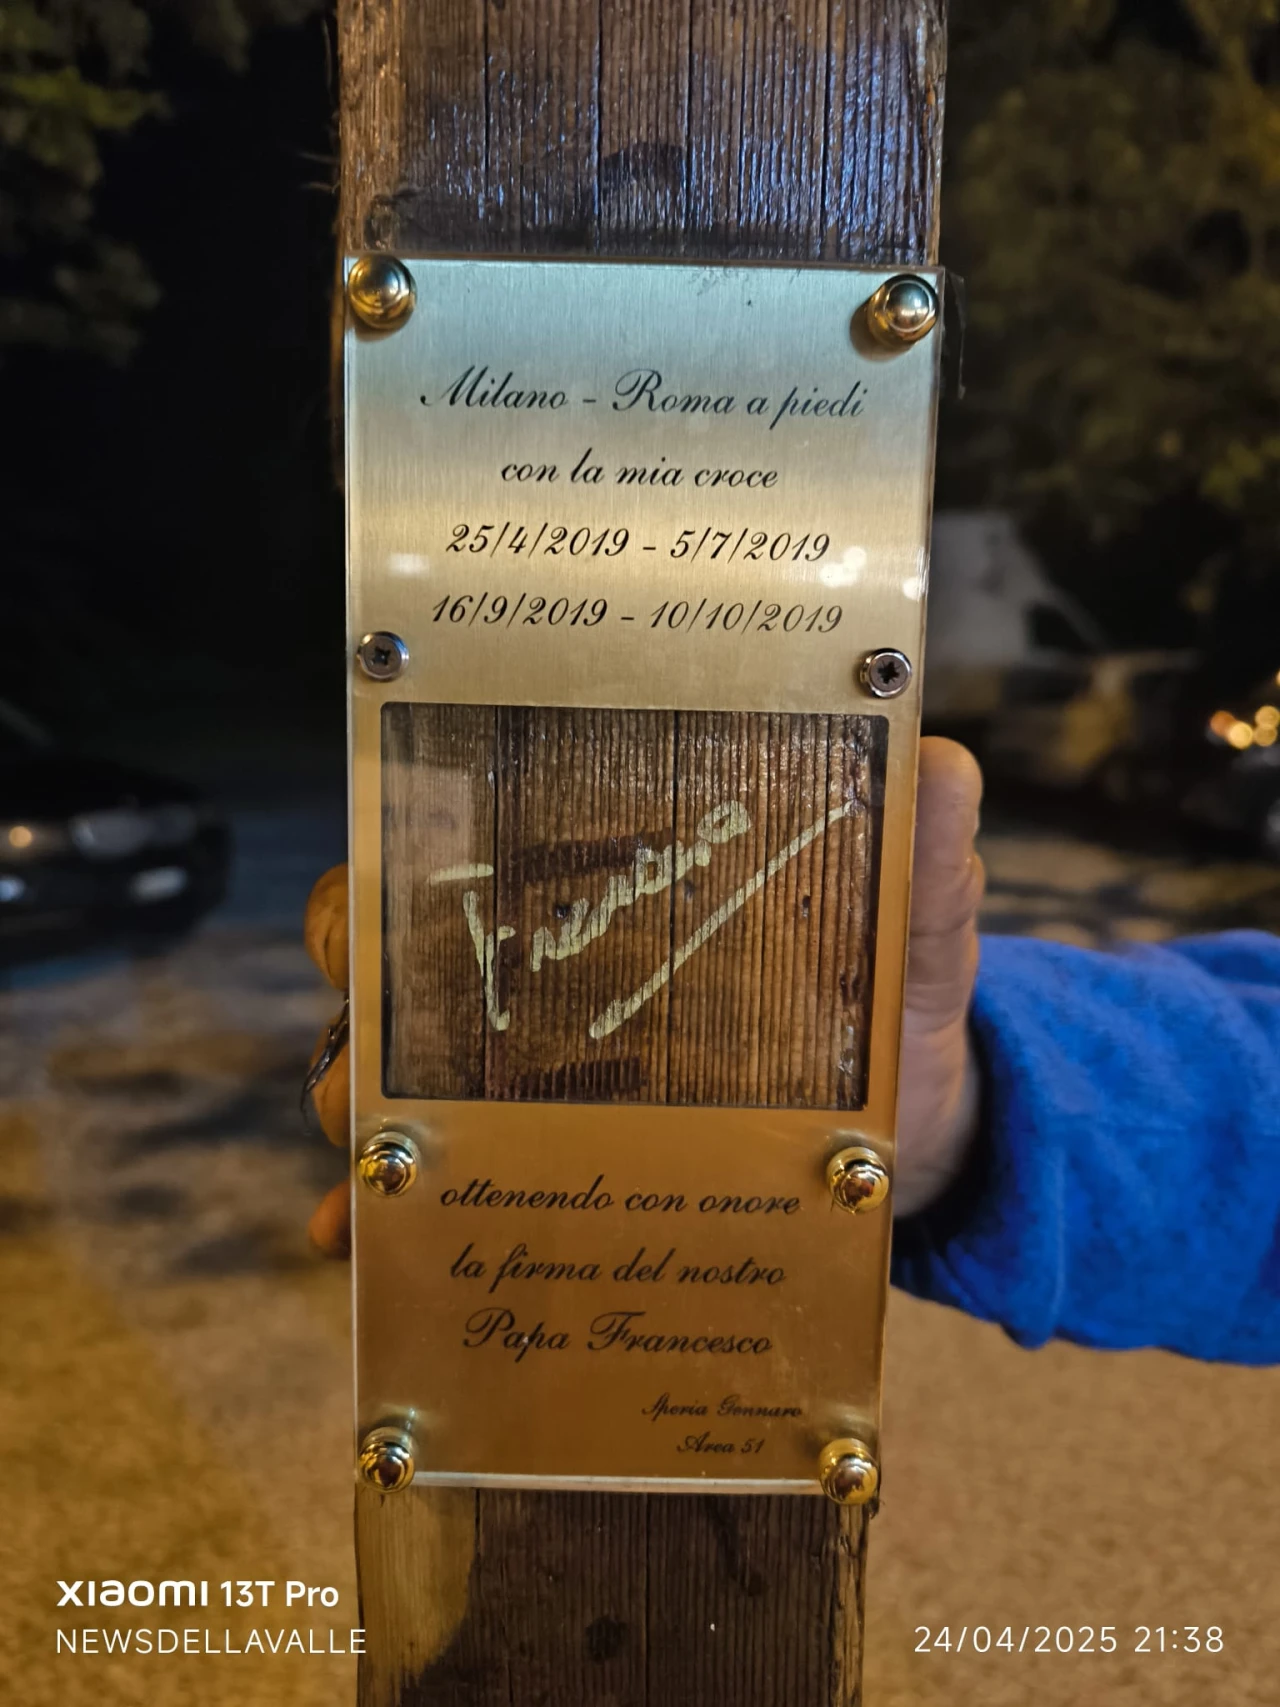 Milano - Roma a piedi
con la mia croce
25/4/2019 - 5/7/2019
16/9/2019 - 10/10/2019
ottenendo con onore
la firma del nostro
Papa Francesco
Speria Gennaro
Area 51
XIAOMI 13T Pro
NEWSDELLAVALLE
24/04/2025 21:38